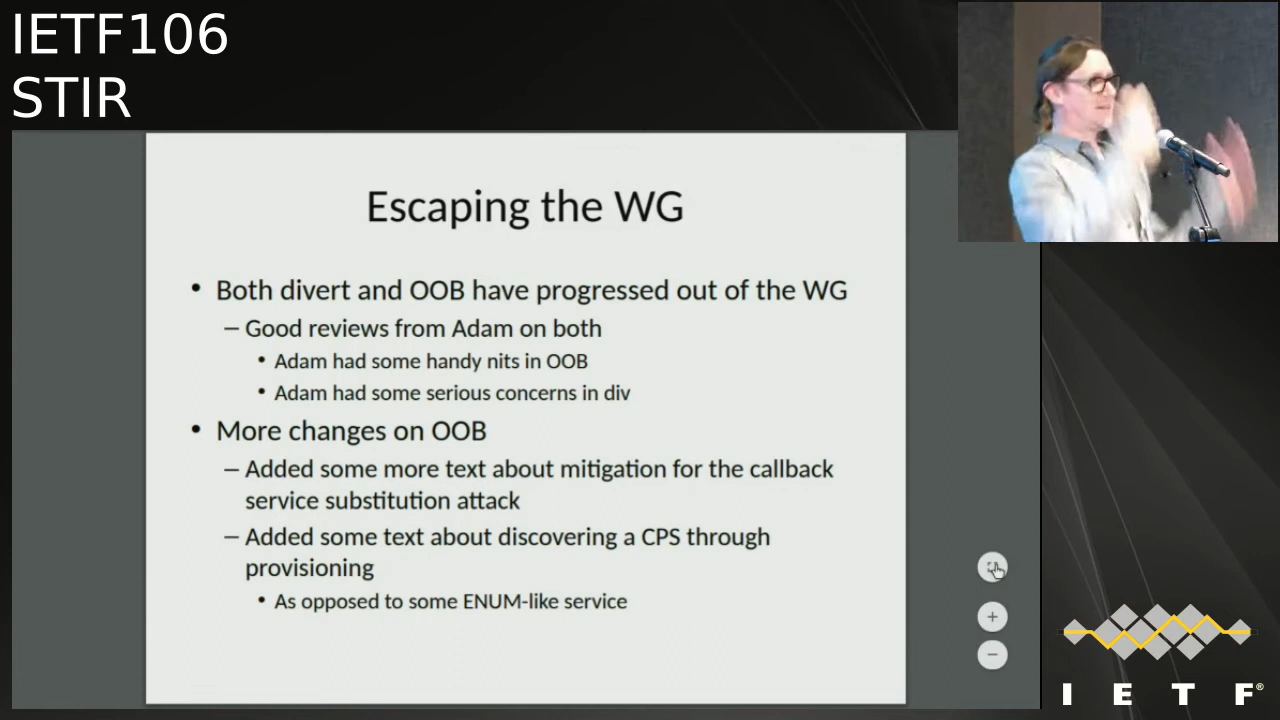 IETF106
STIR
Escaping the WG
• Both divert and OOB have progressed out of the WG
– Good reviews from Adam on both
• Adam had some handy nits in OOB
• Adam had some serious concerns in div
• More changes on OOB
– Added some more text about mitigation for the callback
service substitution attack
– Added some text about discovering a CPS through
provisioning
• As opposed to some ENUM-like service
I E T F®